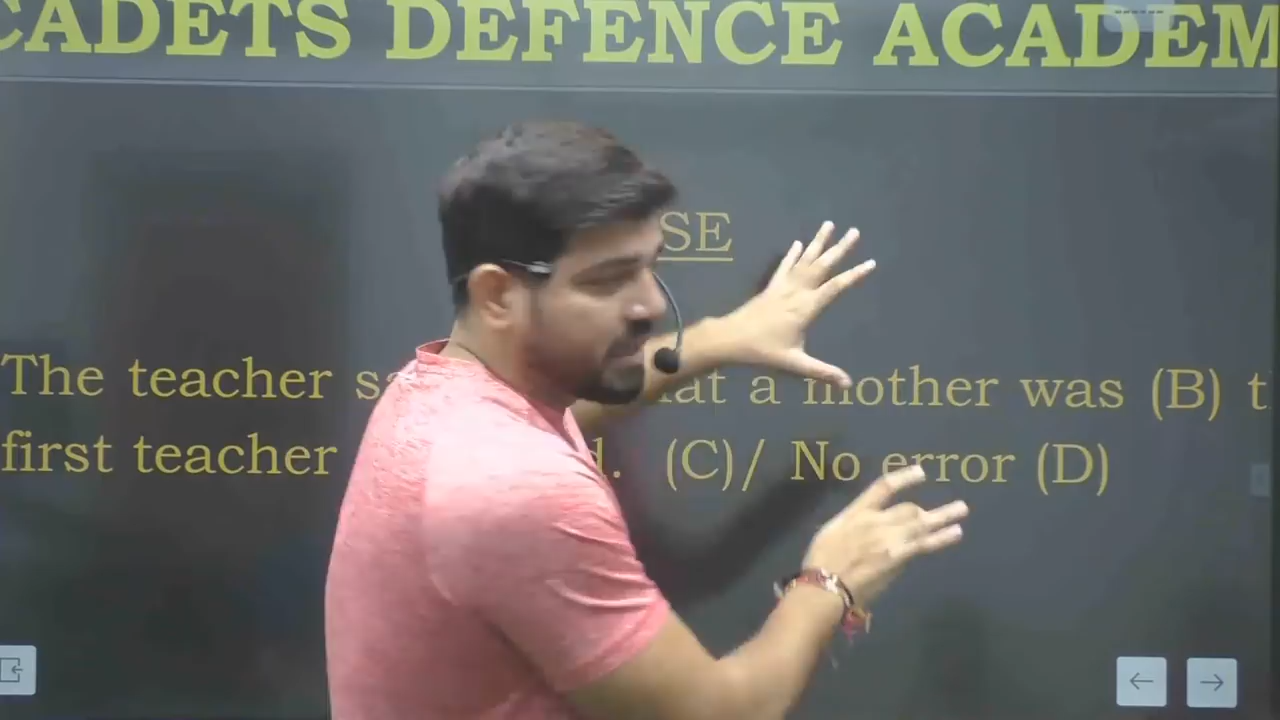 CADETS DEFENCE ACADEM
SE
The teacher at a mother was (B) t
first teacher d. (C)/ No error (D)